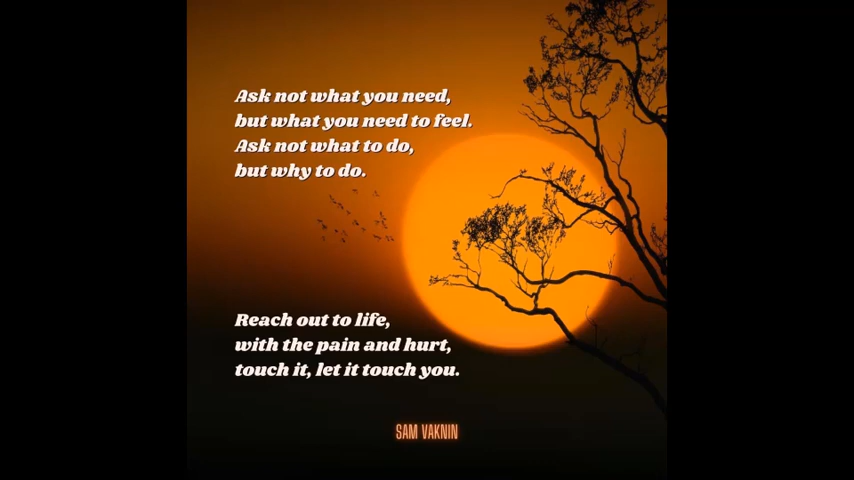 Ask not what you need,
but what you need to feel.
Ask not what to do,
but why to do.
Reach out to life,
with the pain and hurt,
touch it, let it touch you.
SAM VAKNIN